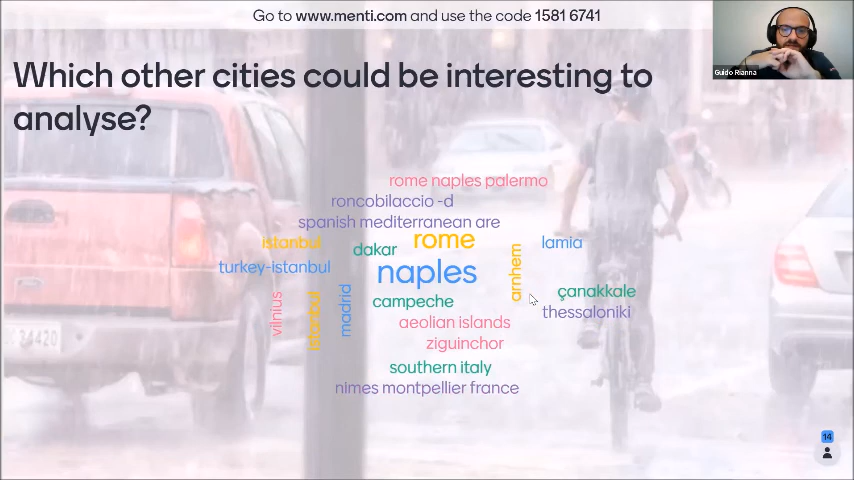 Go to www.menti.com and use the code 1581 6741
Guido Rianna
Which other cities could be interesting to
analyse?
rome naples palermo
roncobilaccio -d
spanish mediterranean are
istanbul
dakar
rome
arnhem
lamia
turkey-istanbul
naples
vilnius
istanbul
madrid
campeche
çanakkale
thessaloniki
aeolian islands
ziguinchor
southern italy
nimes montpellier france
34420
14